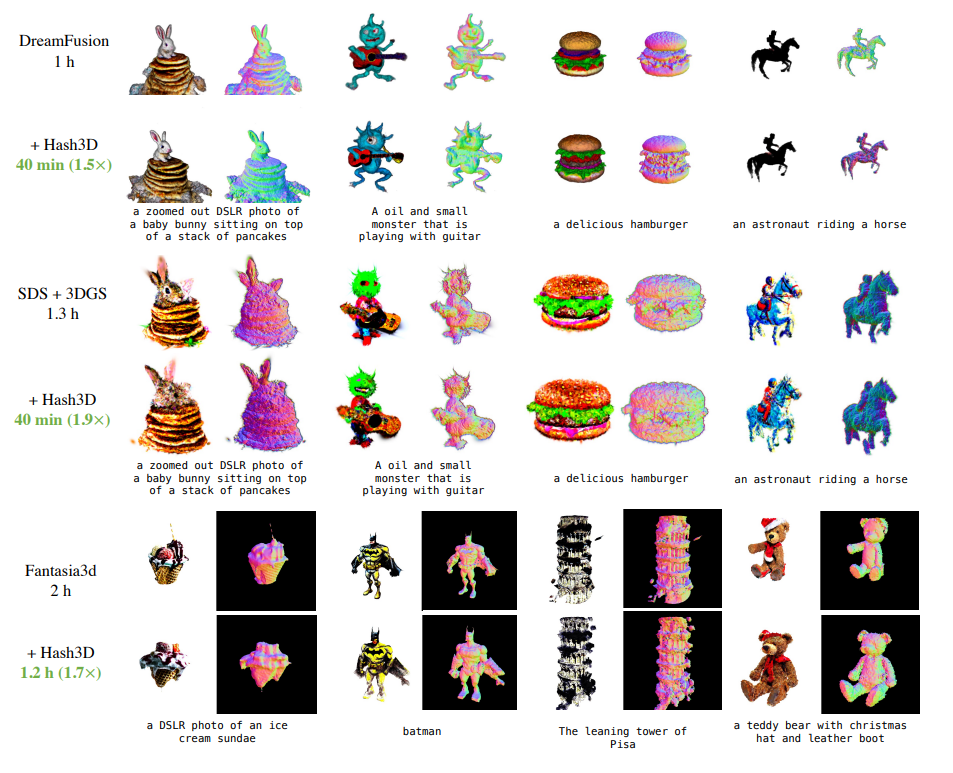 DreamFusion
1 h
+ Hash3D
40 min (1.5×)
a zoomed out DSLR photo of
a baby bunny sitting on top
of a stack of pancakes
A oil and small
monster that is
playing with guitar
a delicious hamburger
an astronaut riding a horse
SDS + 3DGS
1.3 h
+ Hash3D
40 min (1.9×)
a zoomed out DSLR photo of
a baby bunny sitting on top
of a stack of pancakes
A oil and small
monster that is
playing with guitar
a delicious hamburger
an astronaut riding a horse
Fantasia3d
2 h
+ Hash3D
1.2 h (1.7×)
a DSLR photo of an ice
cream sundae
batman
The leaning tower of
Pisa
a teddy bear with christmas
hat and leather boot